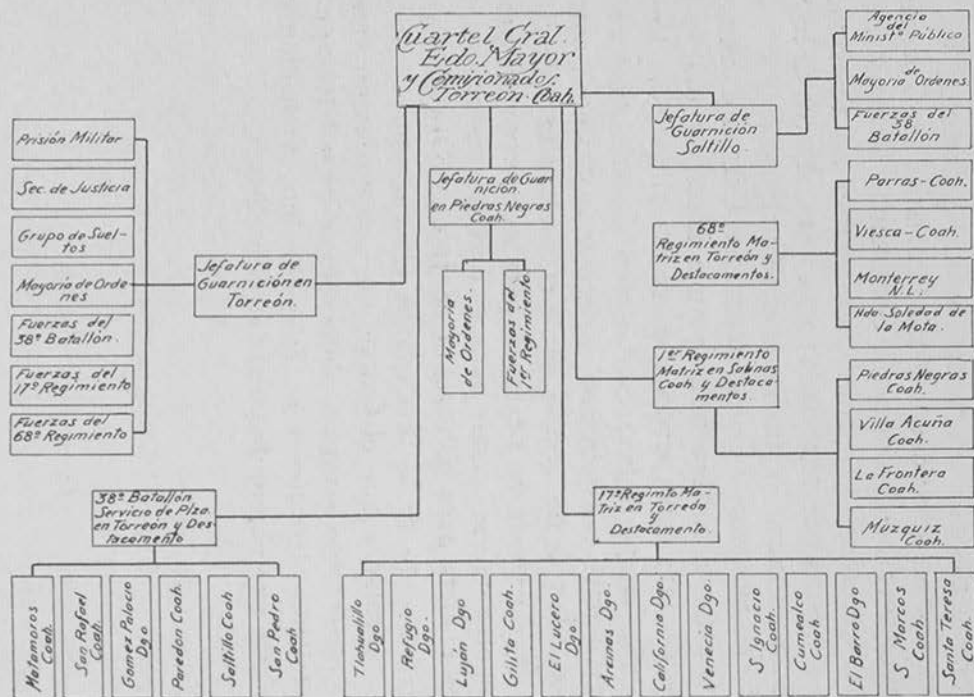 Cuartel Gral.
Edo. Mayor
y Comisionados.
Torreón. Coah.
Agencia
del
Minist.º Público
Mayoria de Ordenes
Fuerzas del
38
Batallón
Jefatura de
Guarnición
Saltillo.
Prisión Militar
Sec. de Justicia
Grupo de Suel-
tos
Mayoría de Orde
nes
Fuerzas del
38º Batallón.
Fuerzas del
17º Regimiento
Fuerzas del
68º Regimiento
Jefatura de
Guarnición en
Torreón.
Jefatura de Guar
nición.
en Piedras Negras
Coah.
Mayoria
de Ordenes.
Fuerzas del
1er Regimiento
68º
Regimiento Ma-
triz en Torreón y
Destacamentos.
Parras-Coah.
Viesca-Coah.
Monterrey
N.L.
Hda. Soledad de
la Mota.
1er Regimiento
Matriz en Sabinas
Coah. y Destaca-
mentos.
Piedras Negras
Coah.
Villa Acuña
Coah.
La Frontera
Coah.
Múzquiz
Coah.
38º Batallón
Servicio de Plza.
en Torreón y Des-
tacamento
17º Regimto Ma-
triz en Torreón
y
Destacamento.
Matamoros
Coah.
San Rafael
Coah.
Gomez Palacio
Dgo
Paredon Coah.
Saltillo Coah
San Pedro
Coah
Tlahualilo
Dgo
Refugio
Dgo.
Luján Dgo
Gilita Coah.
El Lucero
Dgo.
Areinas Dgo.
California Dgo.
Venecia Dgo.
S Ignacio
Coah.
Cumealco
Coah
El Barro Dgo
S Marcos
Coah.
Santa Teresa
Coah.